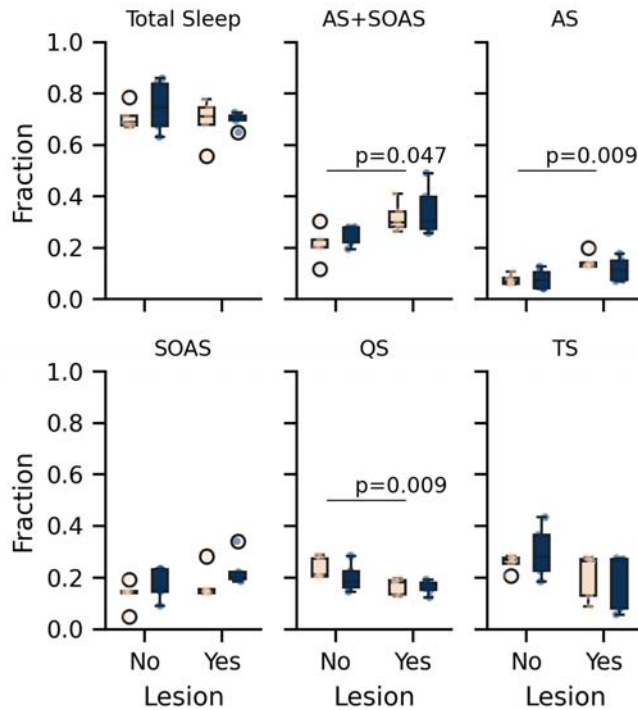 Total Sleep AS+SOAS AS
1.0
0.8
0.6
0.4
0.2
0.0
Fraction
p=0.047
p=0.009
SOAS QS TS
1.0
0.8
0.6
0.4
0.2
0.0
Fraction
p=0.009
No Yes No Yes No Yes
Lesion Lesion Lesion